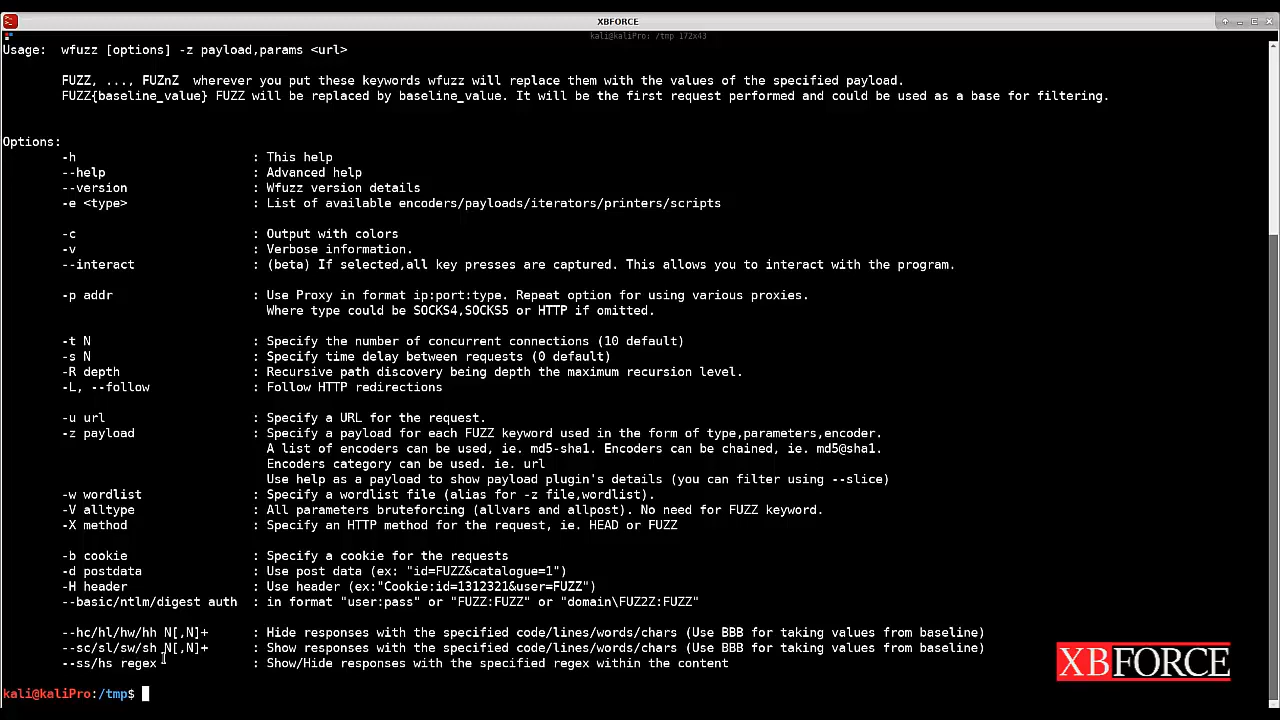 XBFORCE
kali@kaliPro: /tmp 172x43
Usage:  wfuzz [options] -z payload,params <url>
FUZZ, ..., FUZnZ  wherever you put these keywords wfuzz will replace them with the values of the specified payload.
FUZZ{baseline_value} FUZZ will be replaced by baseline_value. It will be the first request performed and could be used as a base for filtering.
Options:
-h                        : This help
--help                    : Advanced help
--version                 : Wfuzz version details
-e <type>                 : List of available encoders/payloads/iterators/printers/scripts
-c                        : Output with colors
-v                        : Verbose information.
--interact                : (beta) If selected,all key presses are captured. This allows you to interact with the program.
-p addr                   : Use Proxy in format ip:port:type. Repeat option for using various proxies.
Where type could be SOCKS4,SOCKS5 or HTTP if omitted.
-t N                      : Specify the number of concurrent connections (10 default)
-s N                      : Specify time delay between requests (0 default)
-R depth                  : Recursive path discovery being depth the maximum recursion level.
-L, --follow              : Follow HTTP redirections
-u url                    : Specify a URL for the request.
-z payload                : Specify a payload for each FUZZ keyword used in the form of type,parameters,encoder.
A list of encoders can be used, ie. md5-sha1. Encoders can be chained, ie. md5@sha1.
Encoders category can be used. ie. url
Use help as a payload to show payload plugin's details (you can filter using --slice)
-w wordlist               : Specify a wordlist file (alias for -z file,wordlist).
-V alltype                : All parameters bruteforcing (allvars and allpost). No need for FUZZ keyword.
-X method                 : Specify an HTTP method for the request, ie. HEAD or FUZZ
-b cookie                 : Specify a cookie for the requests
-d postdata               : Use post data (ex: "id=FUZZ&catalogue=1")
-H header                 : Use header (ex:"Cookie:id=1312321&user=FUZZ")
--basic/ntlm/digest auth  : in format "user:pass" or "FUZZ:FUZZ" or "domain\FUZ2Z:FUZZ"
--hc/hl/hw/hh N[,N]+      : Hide responses with the specified code/lines/words/chars (Use BBB for taking values from baseline)
--sc/sl/sw/sh N[,N]+      : Show responses with the specified code/lines/words/chars (Use BBB for taking values from baseline)
--ss/hs regex             : Show/Hide responses with the specified regex within the content
XBFORCE
kali@kaliPro:/tmp$